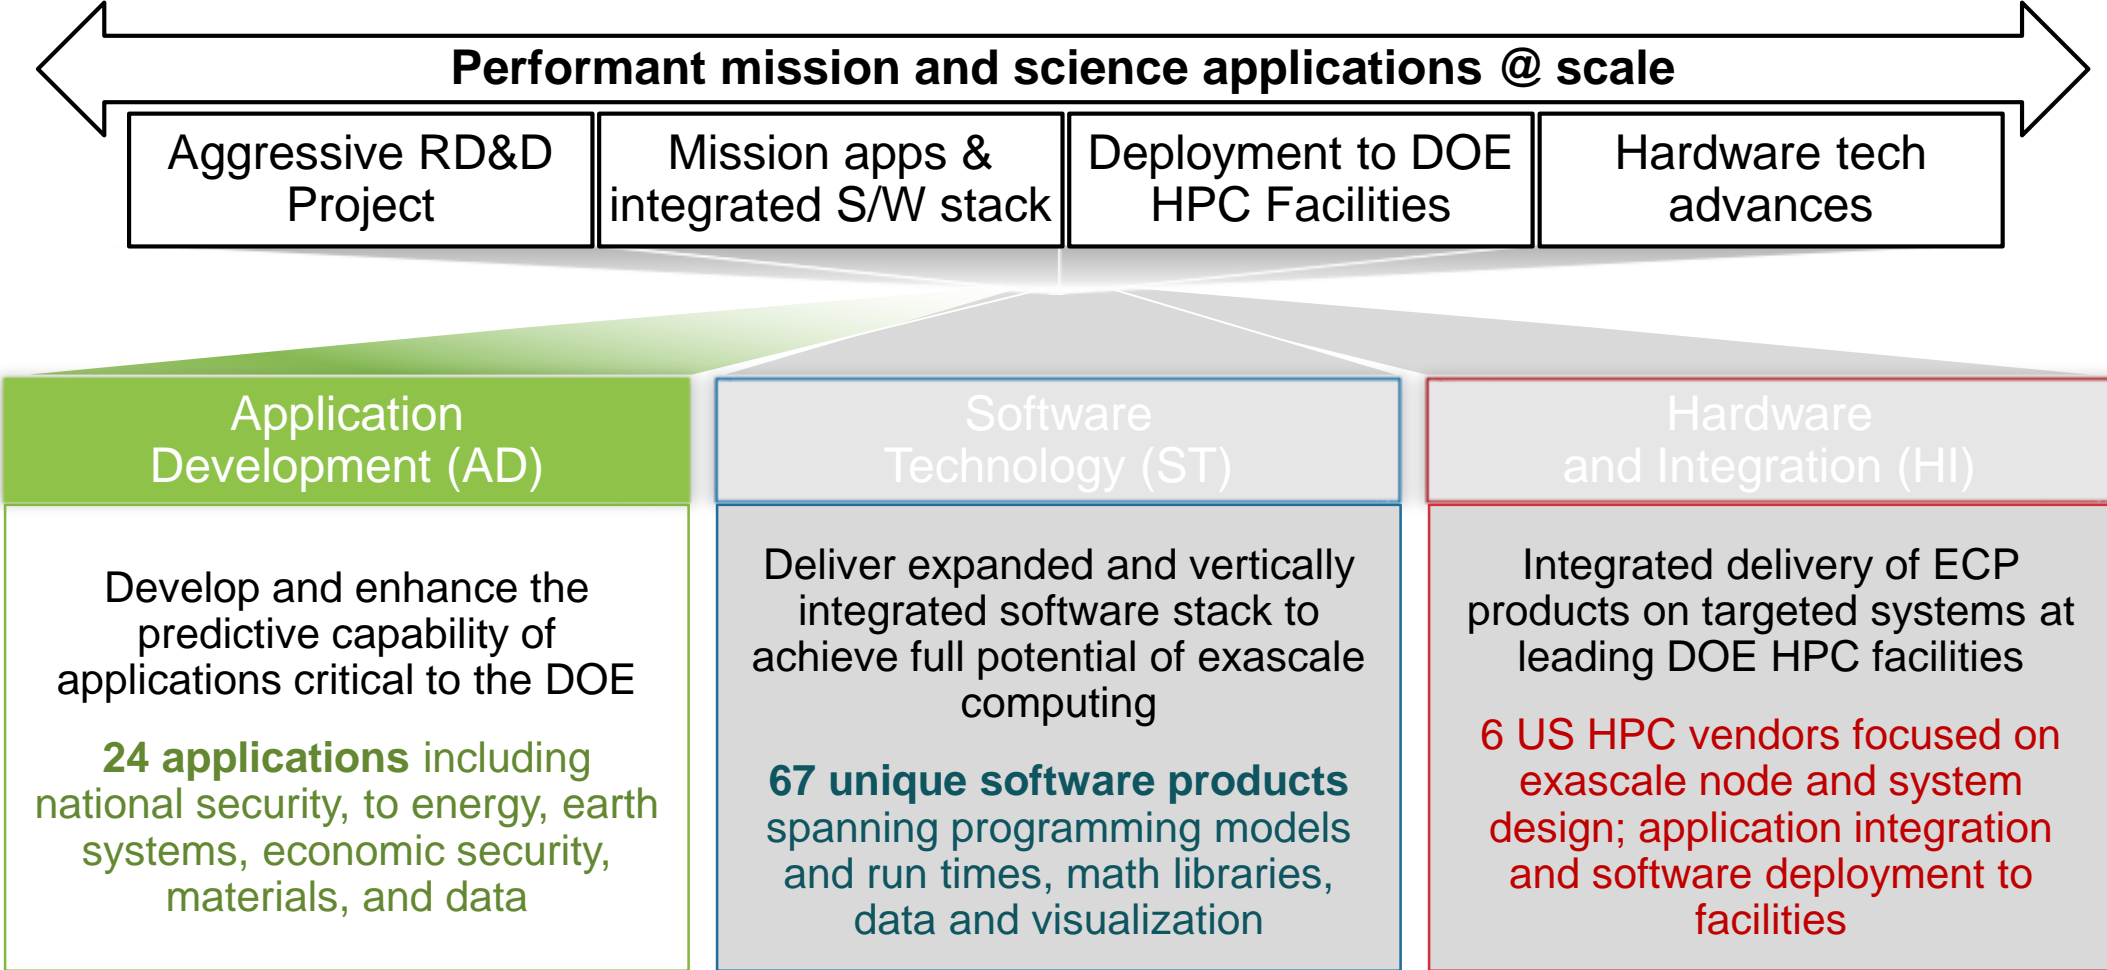 Performant mission and science applications @ scale
Aggressive RD&D
Project
Mission apps &
integrated S/W stack
Deployment to DOE
HPC Facilities
Hardware tech
advances
Application
Development (AD)
Develop and enhance the
predictive capability of
applications critical to the DOE
24 applications including
national security, to energy, earth
systems, economic security,
materials, and data
Software
Technology (ST)
Deliver expanded and vertically
integrated software stack to
achieve full potential of exascale
computing
67 unique software products
spanning programming models
and run times, math libraries,
data and visualization
Hardware
and Integration (HI)
Integrated delivery of ECP
products on targeted systems at
leading DOE HPC facilities
6 US HPC vendors focused on
exascale node and system
design; application integration
and software deployment to
facilities